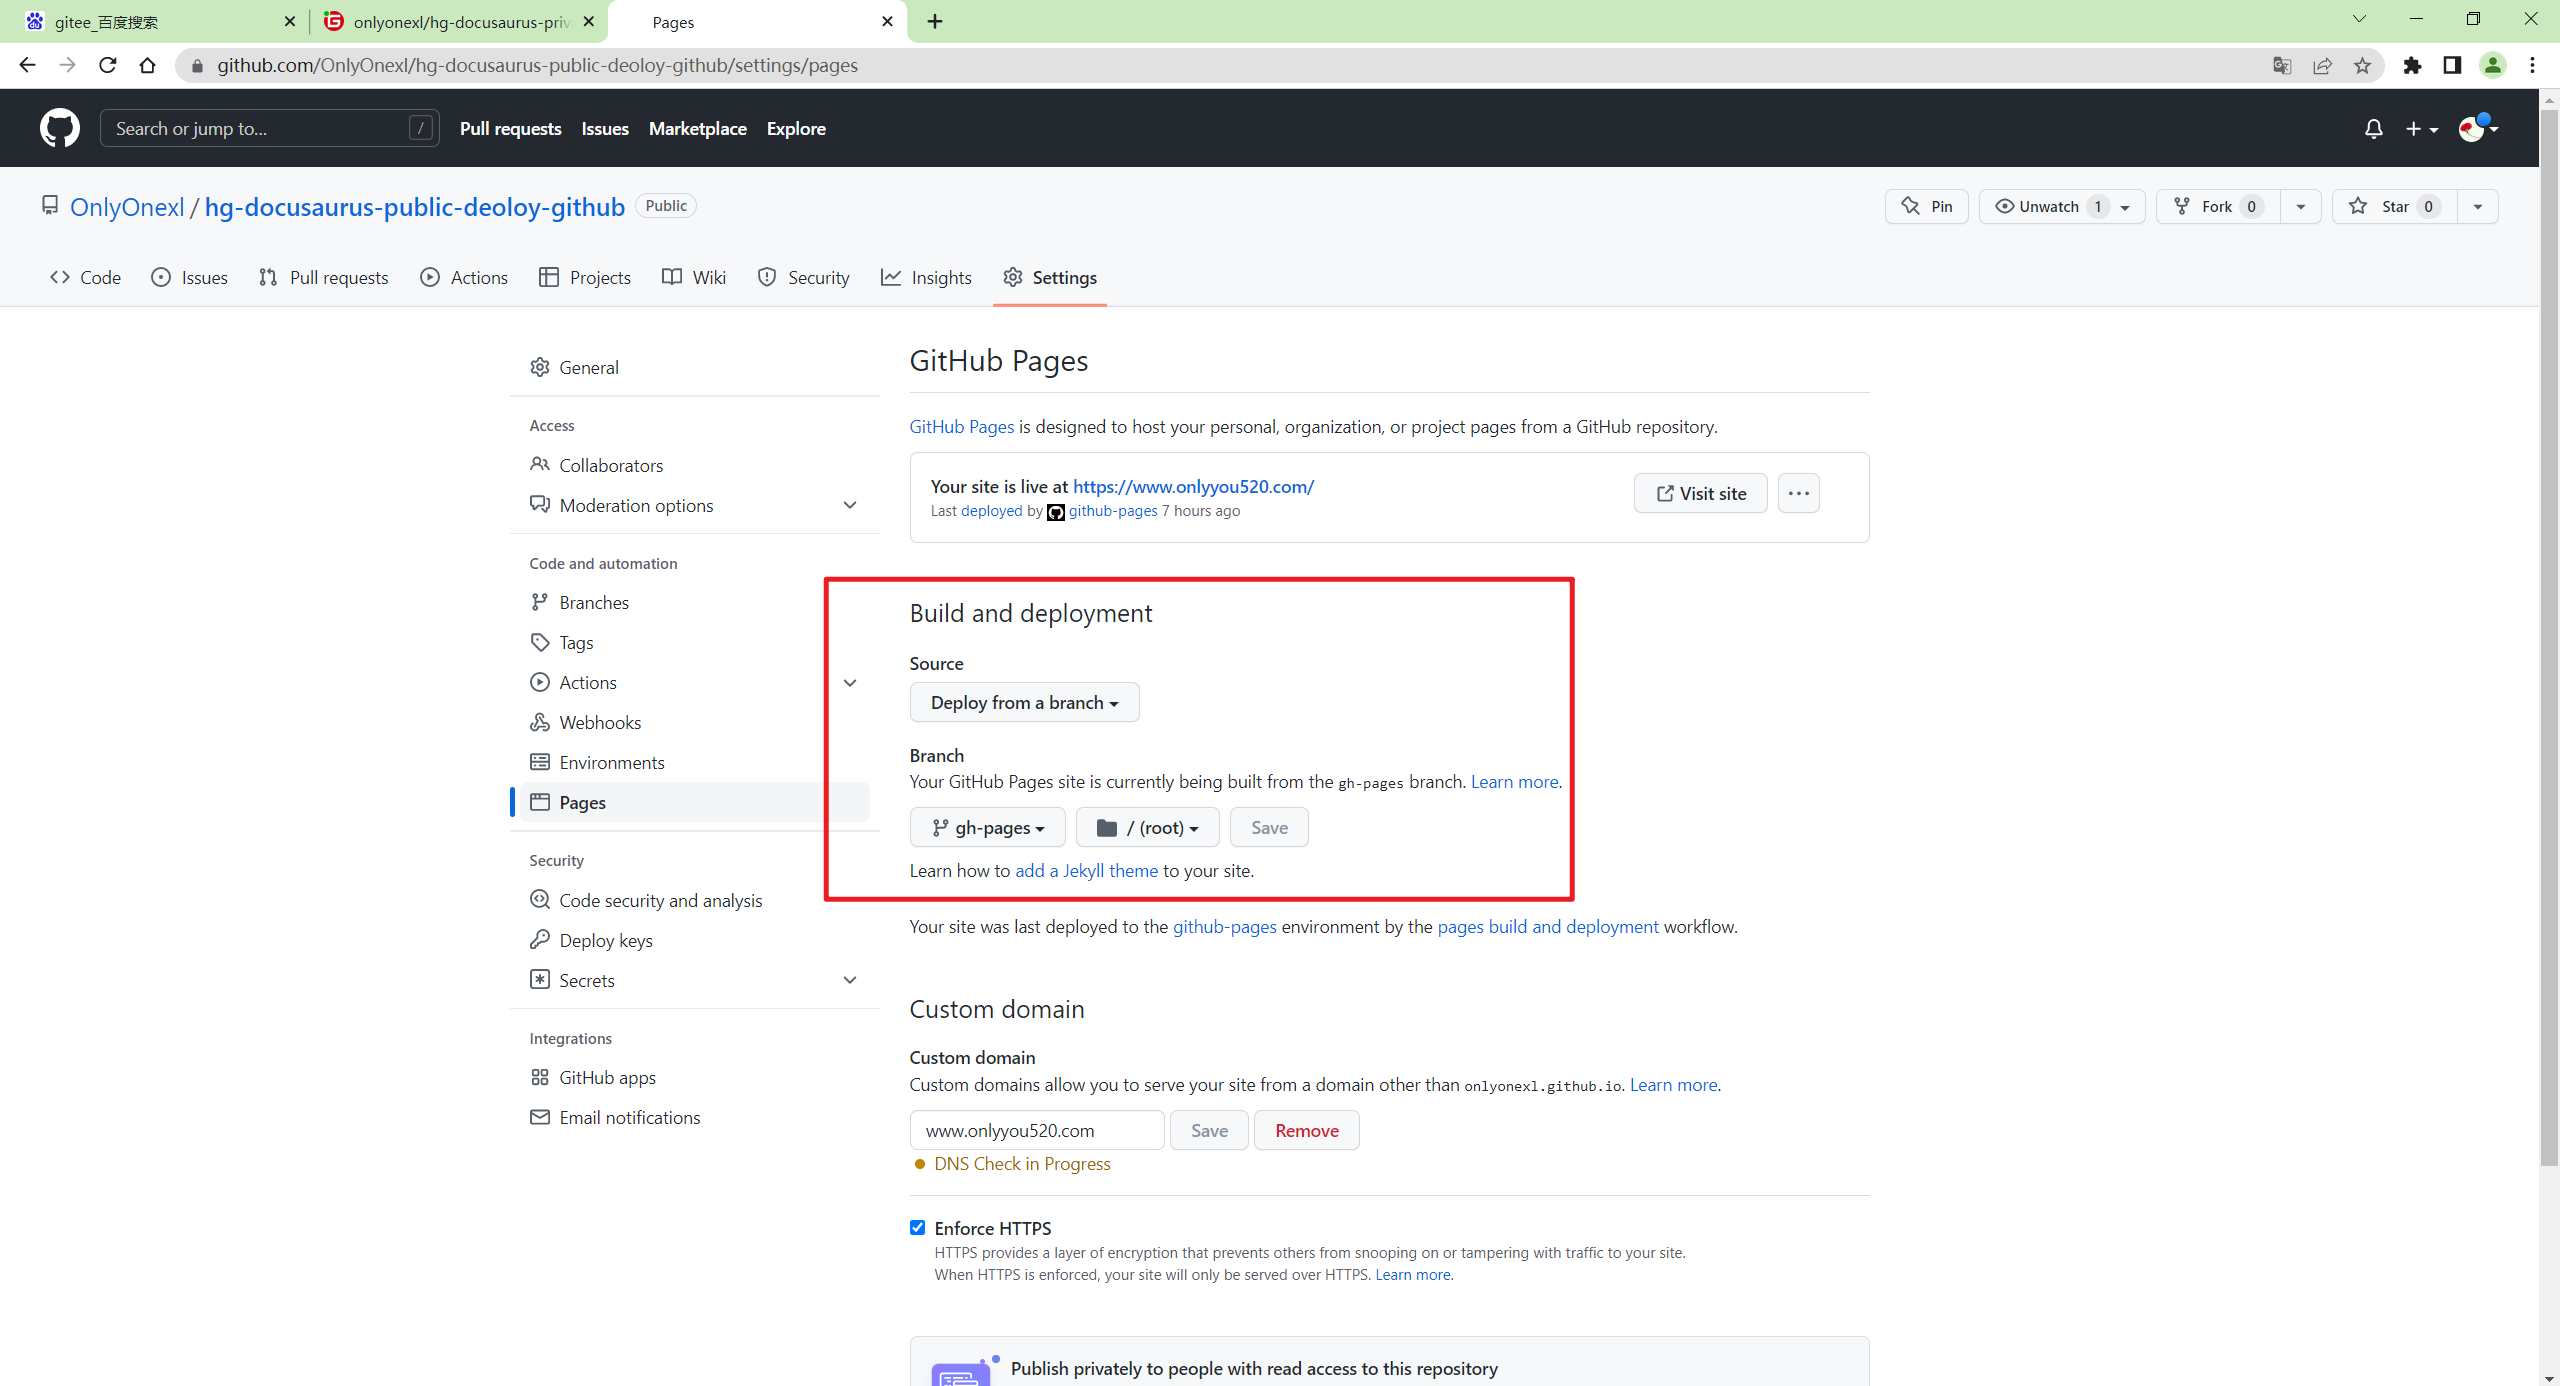 gitee_百度搜索
onlyonexl/hg-docusaurus-priv
Pages
github.com/OnlyOnexl/hg-docusaurus-public-deoloy-github/settings/pages
Search or jump to... /
Pull requests Issues Marketplace Explore
OnlyOnexl / hg-docusaurus-public-deoloy-github Public
Pin Unwatch 1 Fork 0 Star 0
Code Issues Pull requests Actions Projects Wiki Security Insights Settings
General
Access
Collaborators
Moderation options
Code and automation
Branches
Tags
Actions
Webhooks
Environments
Pages
Security
Code security and analysis
Deploy keys
Secrets
Integrations
GitHub apps
Email notifications
GitHub Pages
GitHub Pages is designed to host your personal, organization, or project pages from a GitHub repository.
Your site is live at https://www.onlyyou520.com/
Last deployed by github-pages 7 hours ago
Visit site
Build and deployment
Source
Deploy from a branch
Branch
Your GitHub Pages site is currently being built from the gh-pages branch. Learn more.
gh-pages / (root) Save
Learn how to add a Jekyll theme to your site.
Your site was last deployed to the github-pages environment by the pages build and deployment workflow.
Custom domain
Custom domain
Custom domains allow you to serve your site from a domain other than onlyonexl.github.io. Learn more.
www.onlyyou520.com Save Remove
DNS Check in Progress
Enforce HTTPS
HTTPS provides a layer of encryption that prevents others from snooping on or tampering with traffic to your site.
When HTTPS is enforced, your site will only be served over HTTPS. Learn more.
Publish privately to people with read access to this repository